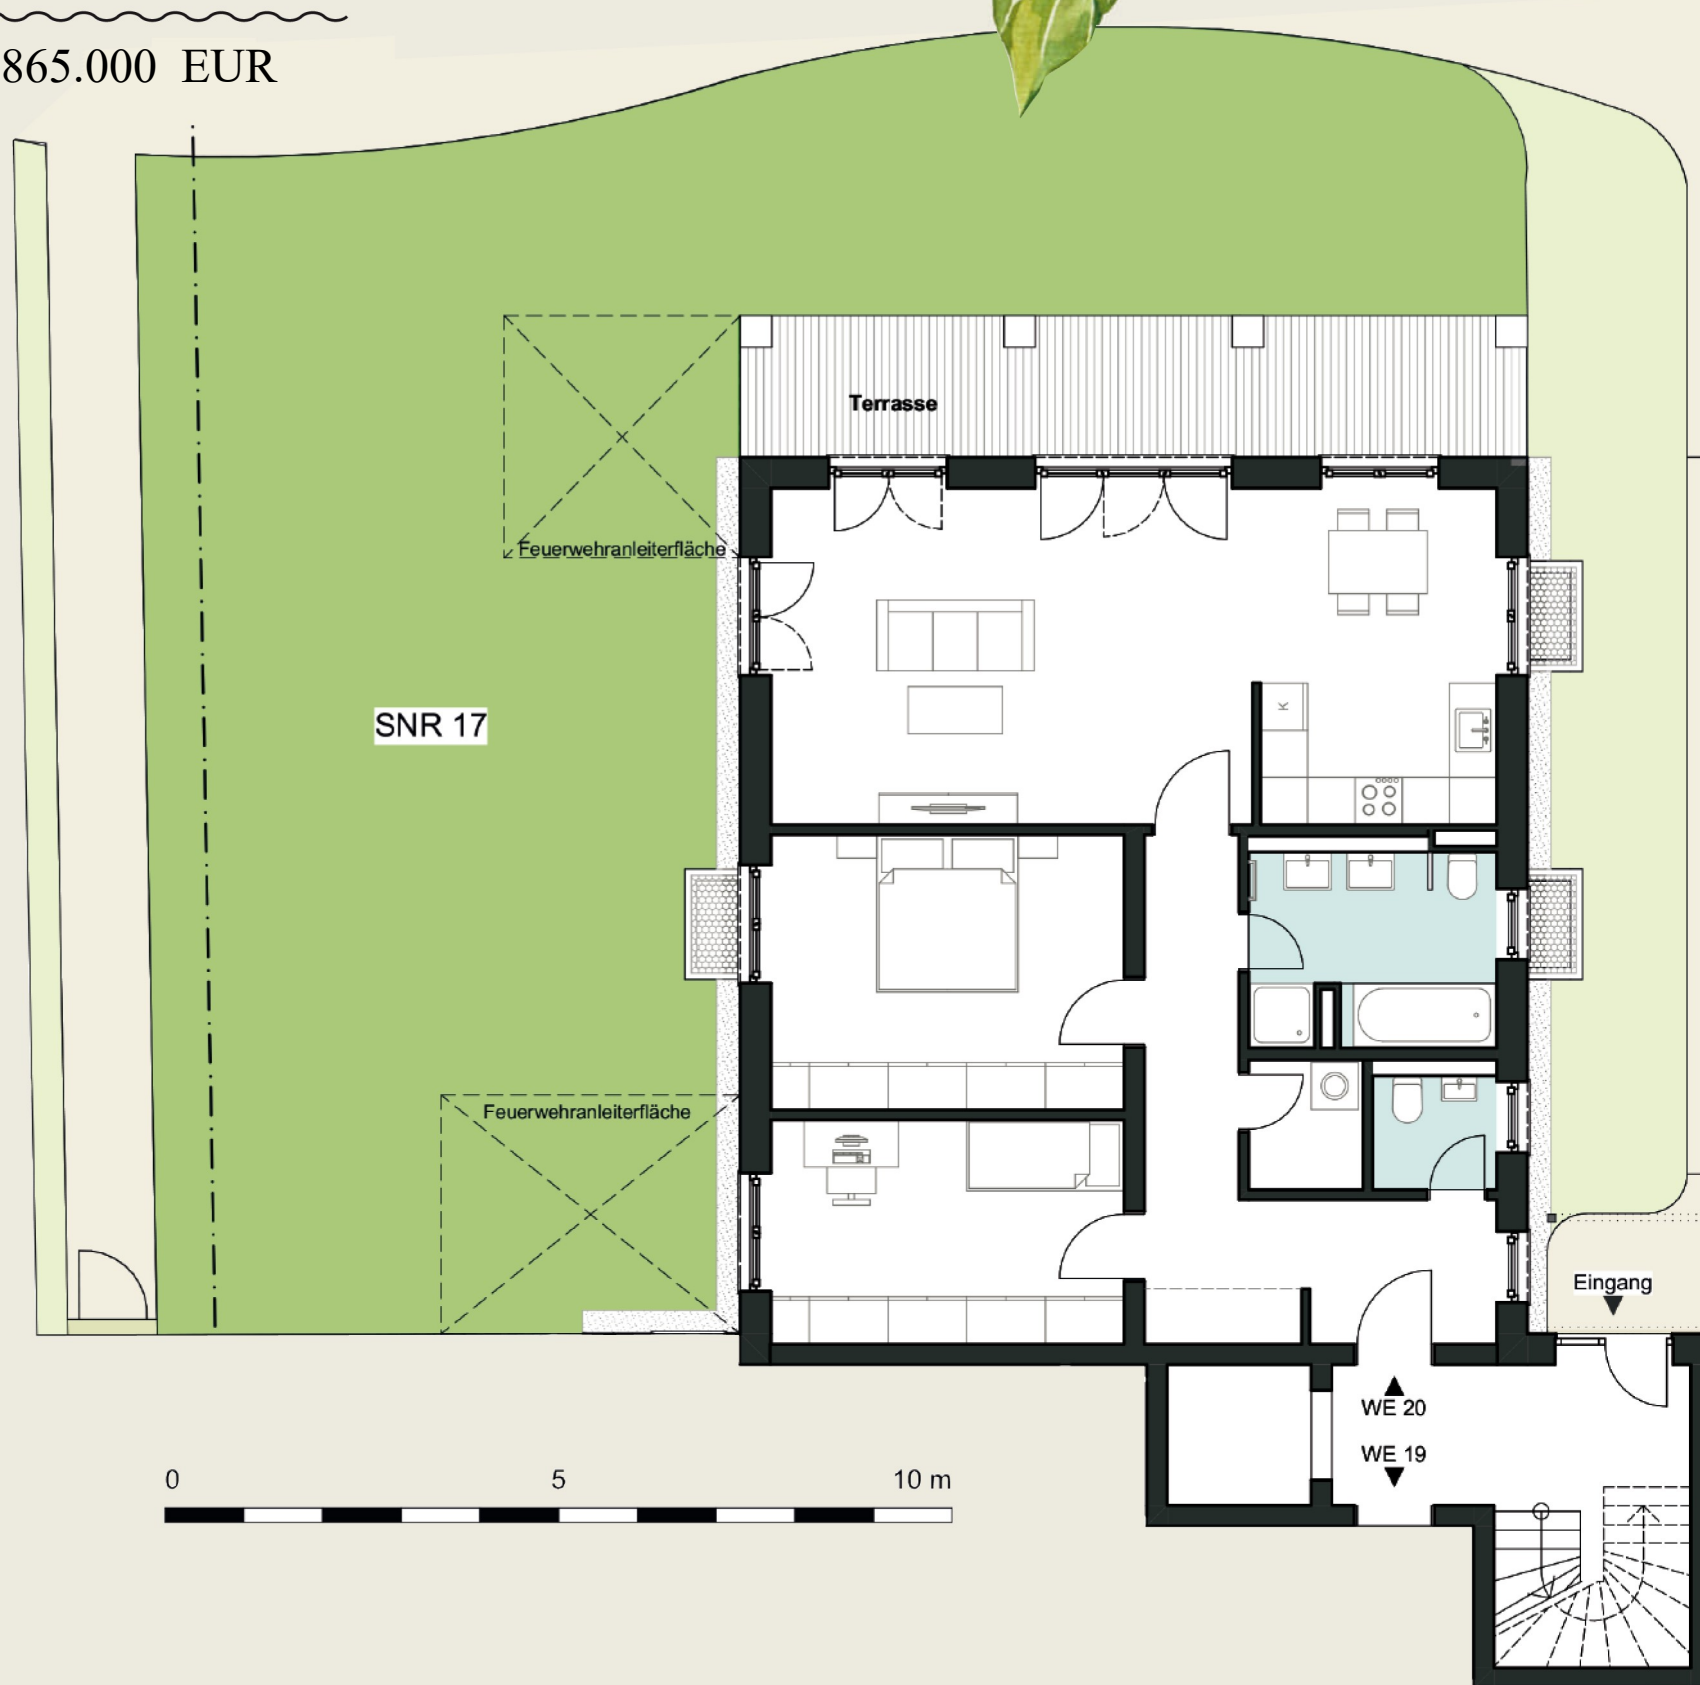 865.000 EUR
Terrasse
Feuerwehranleiterfläche
SNR 17
K
Feuerwehranleiterfläche
Eingang
WE 20
WE 19
0 5 10 m